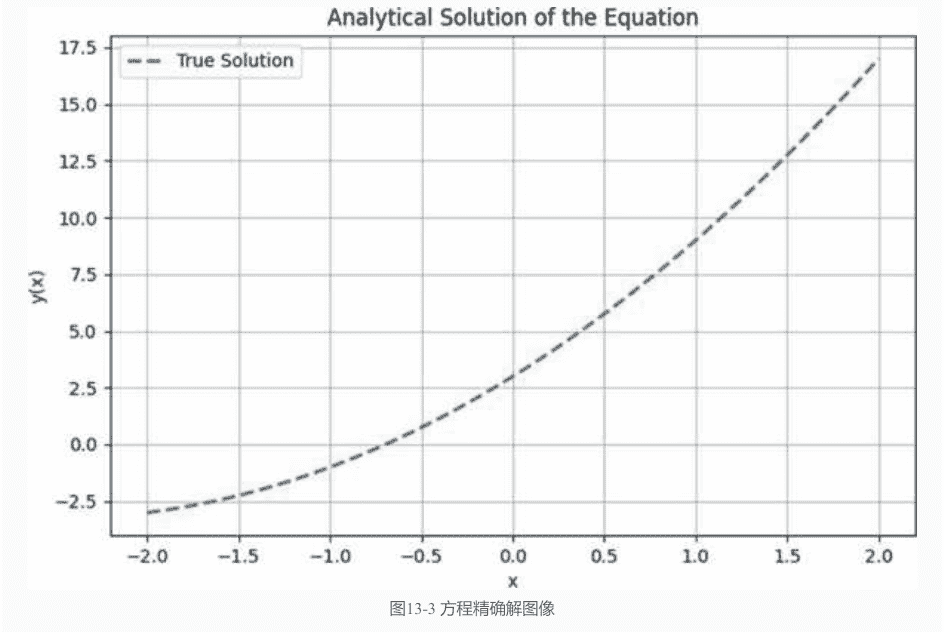 Analytical Solution of the Equation
True Solution
17.5
15.0
12.5
10.0
7.5
5.0
2.5
0.0
−2.5
y(x)
−2.0 −1.5 −1.0 −0.5 0.0 0.5 1.0 1.5 2.0
x
图13-3 方程精确解图像